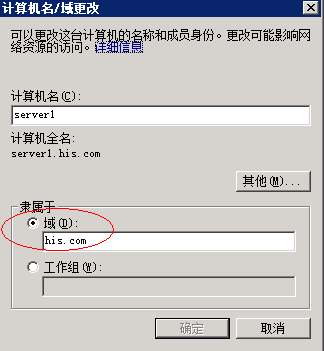 计算机名/域更改
可以更改这台计算机的名称和成员身份。更改可能影响网
络资源的访问。详细信息
计算机名(C):
server1
计算机全名:
server1.his.com
其他(M)...
隶属于
域(D):
his.com
工作组(W):
确定
取消